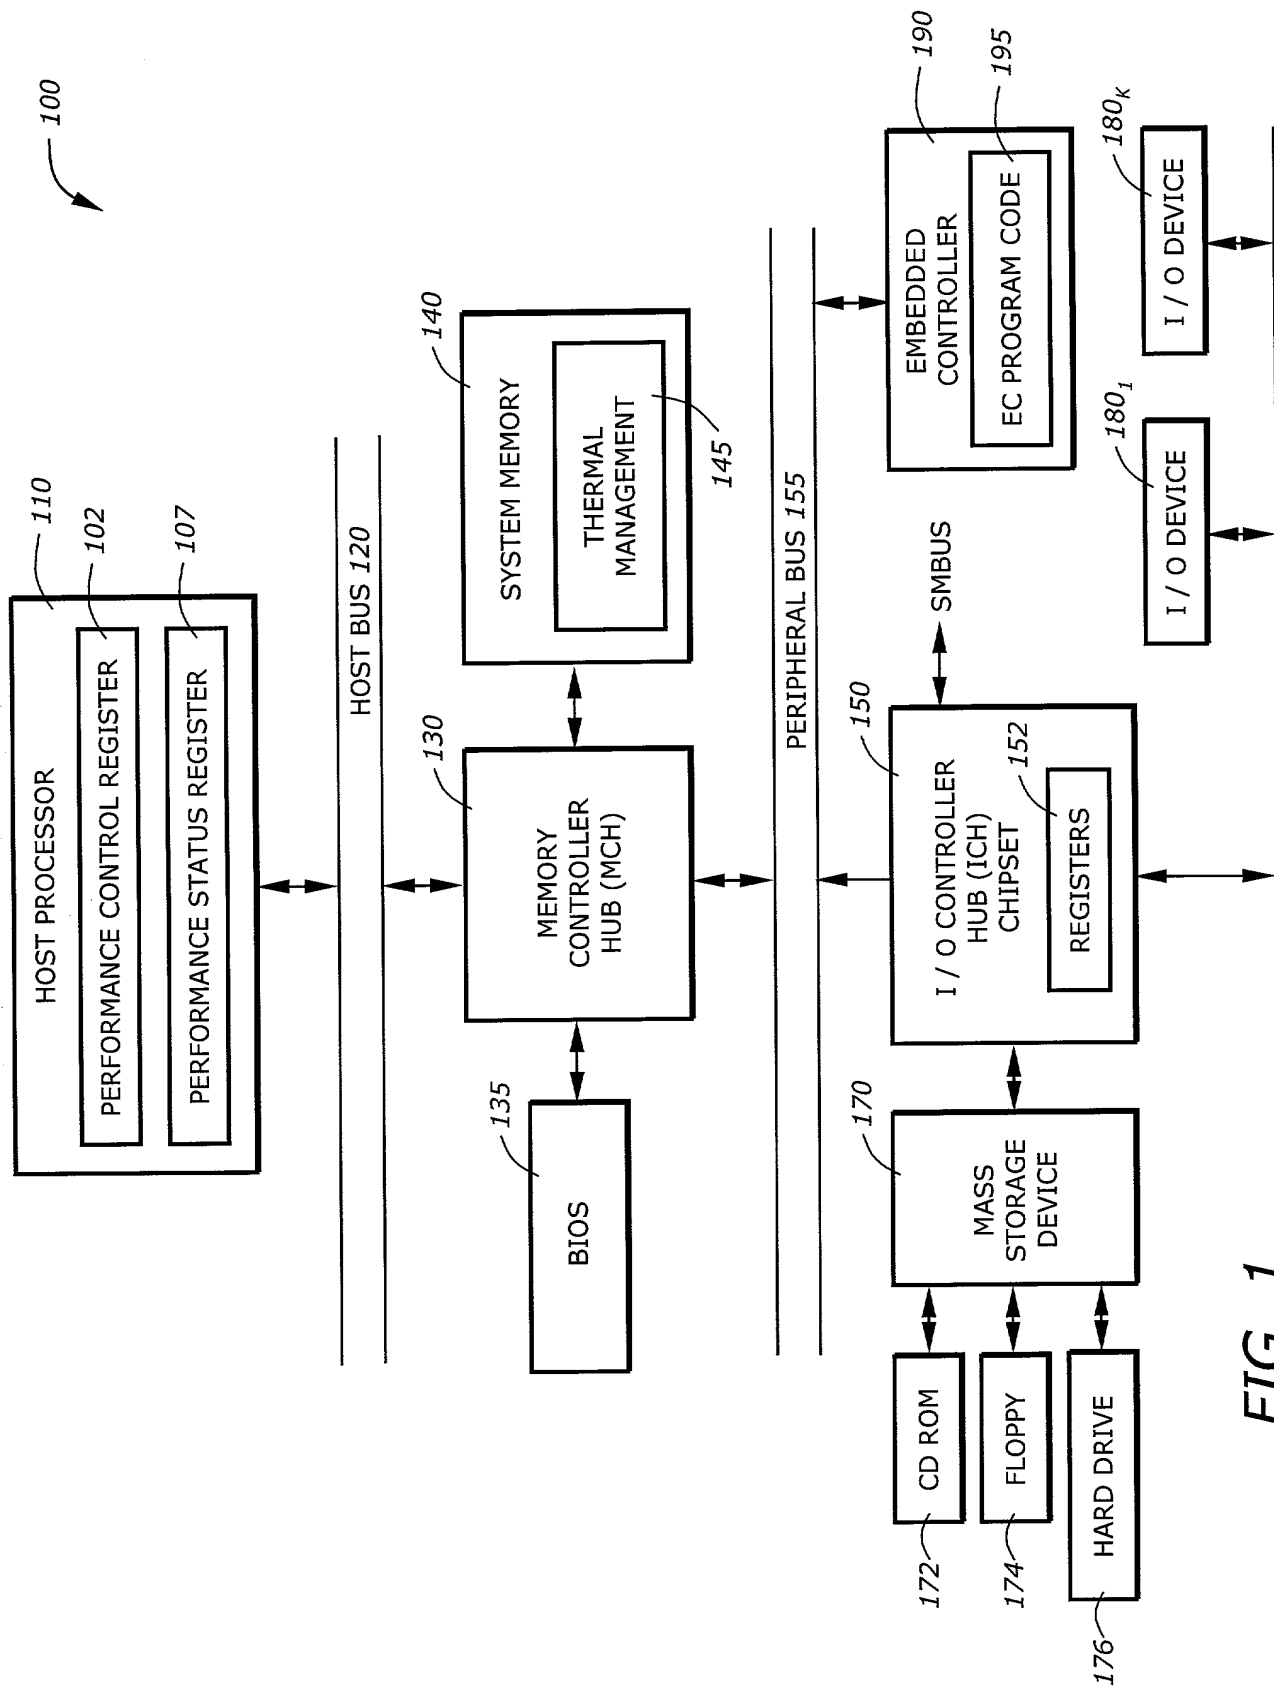 100
HOST PROCESSOR
110
PERFORMANCE CONTROL REGISTER
102
PERFORMANCE STATUS REGISTER
107
HOST BUS 120
135
BIOS
130
MEMORY
CONTROLLER
HUB (MCH)
140
SYSTEM MEMORY
THERMAL
MANAGEMENT
145
PERIPHERAL BUS 155
172
CD ROM
174
FLOPPY
176
HARD DRIVE
170
MASS
STORAGE
DEVICE
150
I / O CONTROLLER
HUB (ICH)
CHIPSET
152
REGISTERS
SMBUS
190
EMBEDDED
CONTROLLER
195
EC PROGRAM CODE
180₁
I / O DEVICE
180K
I / O DEVICE
FIG. 1